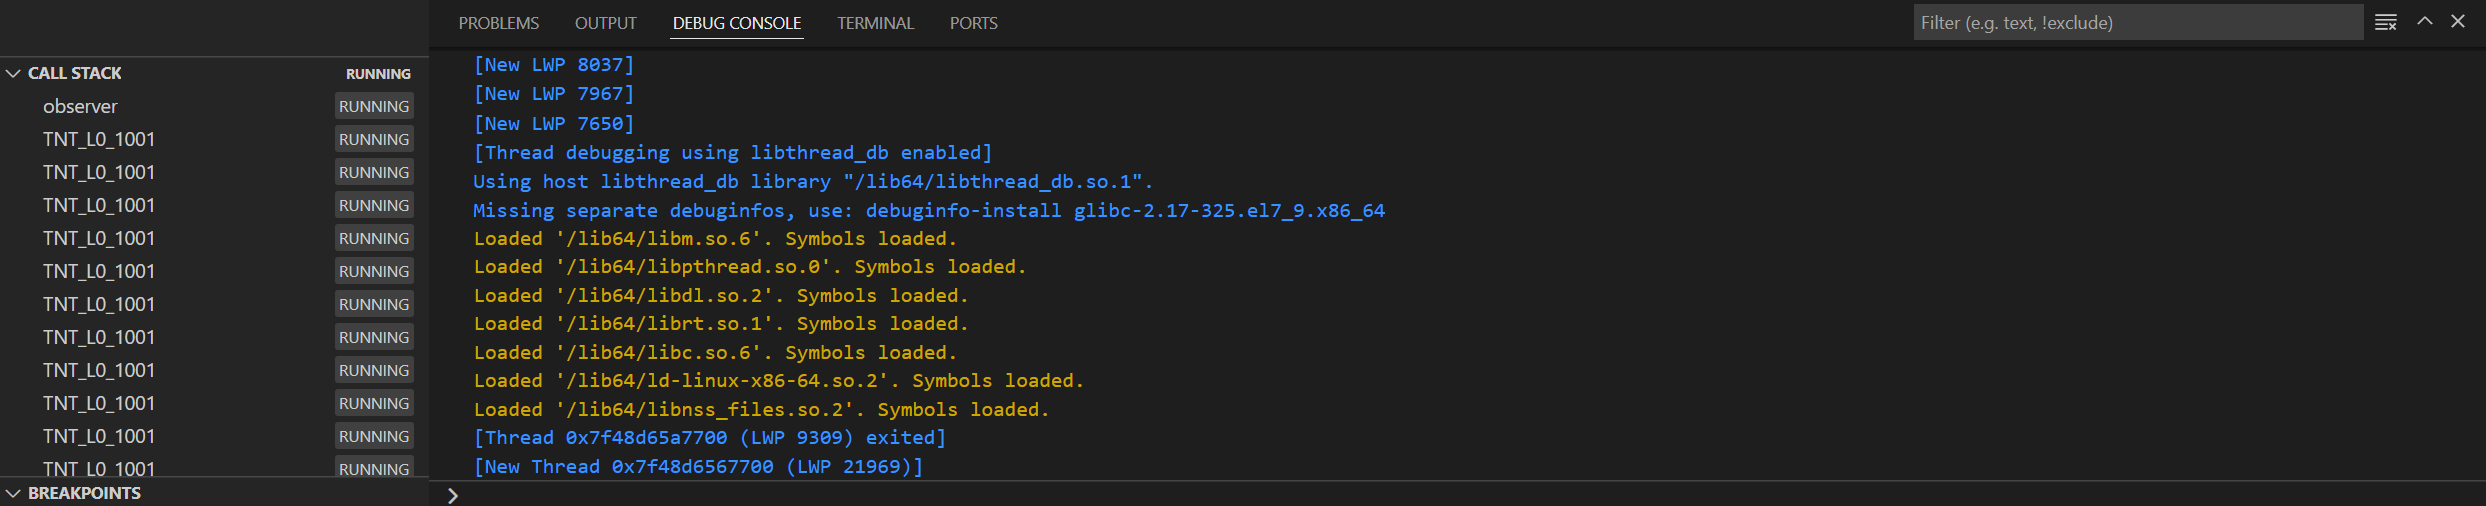 PROBLEMS OUTPUT DEBUG CONSOLE TERMINAL PORTS Filter (e.g. text, !exclude)
CALL STACK RUNNING
observer RUNNING
TNT_L0_1001 RUNNING
TNT_L0_1001 RUNNING
TNT_L0_1001 RUNNING
TNT_L0_1001 RUNNING
TNT_L0_1001 RUNNING
TNT_L0_1001 RUNNING
TNT_L0_1001 RUNNING
TNT_L0_1001 RUNNING
TNT_L0_1001 RUNNING
TNT_L0_1001 RUNNING
TNT_L0_1001 RUNNING
BREAKPOINTS
[New LWP 8037]
[New LWP 7967]
[New LWP 7650]
[Thread debugging using libthread_db enabled]
Using host libthread_db library "/lib64/libthread_db.so.1".
Missing separate debuginfos, use: debuginfo-install glibc-2.17-325.el7_9.x86_64
Loaded '/lib64/libm.so.6'. Symbols loaded.
Loaded '/lib64/libpthread.so.0'. Symbols loaded.
Loaded '/lib64/libdl.so.2'. Symbols loaded.
Loaded '/lib64/librt.so.1'. Symbols loaded.
Loaded '/lib64/libc.so.6'. Symbols loaded.
Loaded '/lib64/ld-linux-x86-64.so.2'. Symbols loaded.
Loaded '/lib64/libnss_files.so.2'. Symbols loaded.
[Thread 0x7f48d65a7700 (LWP 9309) exited]
[New Thread 0x7f48d6567700 (LWP 21969)]